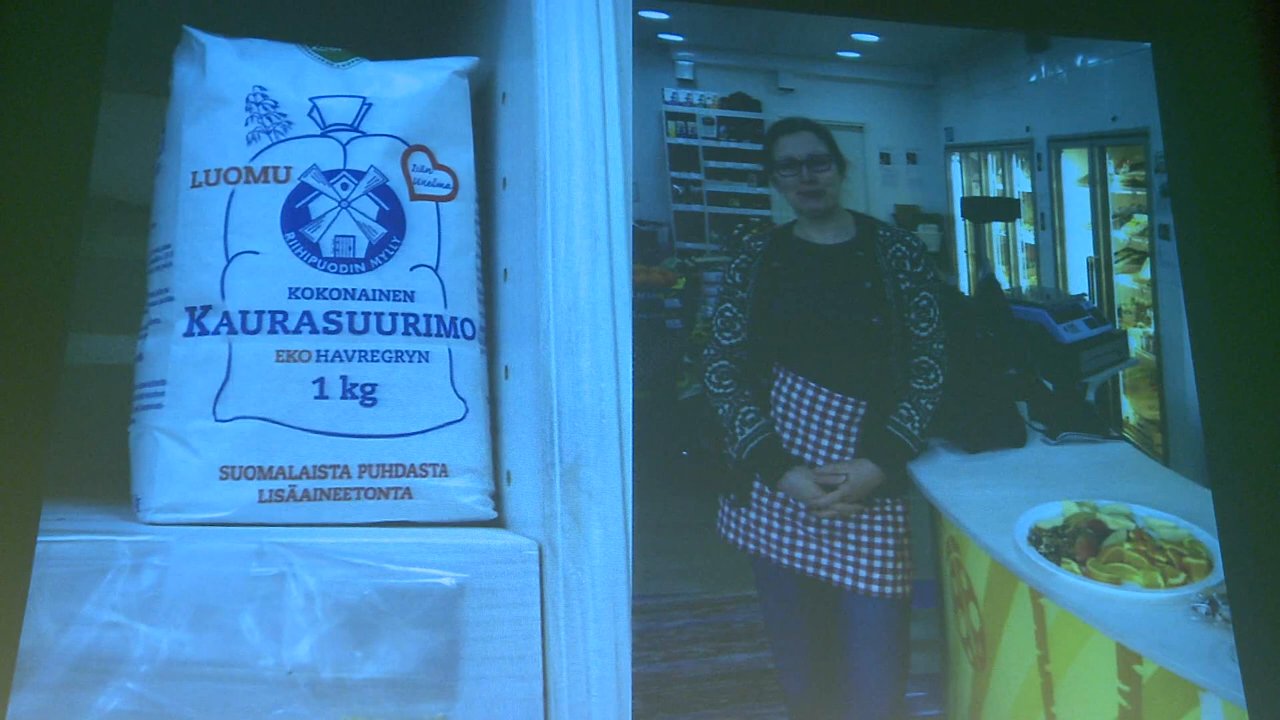 LUOMU
RIIHIPUODIN MYLLY
KOKONAINEN
KAURASUURIMO
EKO HAVREGRYN
1 kg
SUOMALAISTA PUHDASTA
LISÄAINEETONTA